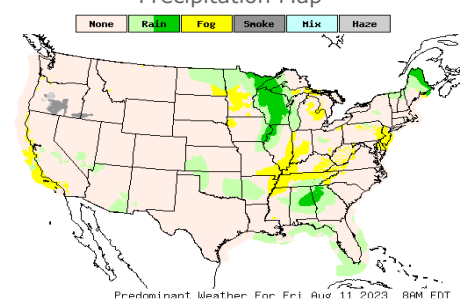 Precipitation Map
None Rain Fog Smoke Mix Haze
Predominant Weather For Fri Aug 11 2023 8AM EDT